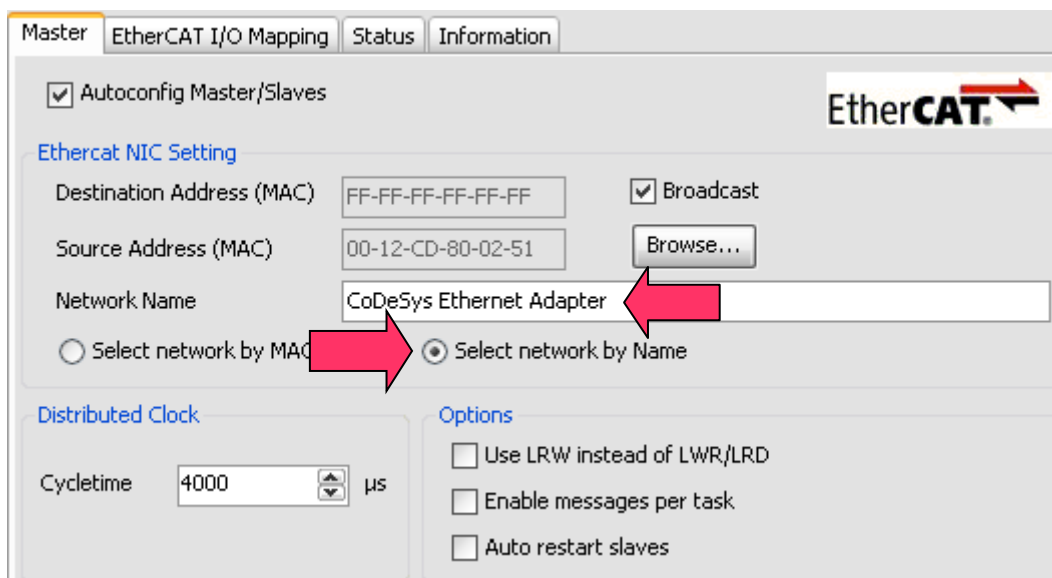 Master EtherCAT I/O Mapping Status Information
Autoconfig Master/Slaves
EtherCAT.
Ethercat NIC Setting
Destination Address (MAC) FF-FF-FF-FF-FF-FF Broadcast
Source Address (MAC) 00-12-CD-80-02-51 Browse...
Network Name CoDeSys Ethernet Adapter
Select network by MAC Select network by Name
Distributed Clock Options
Use LRW instead of LWR/LRD
Cycletime 4000 µs
Enable messages per task
Auto restart slaves